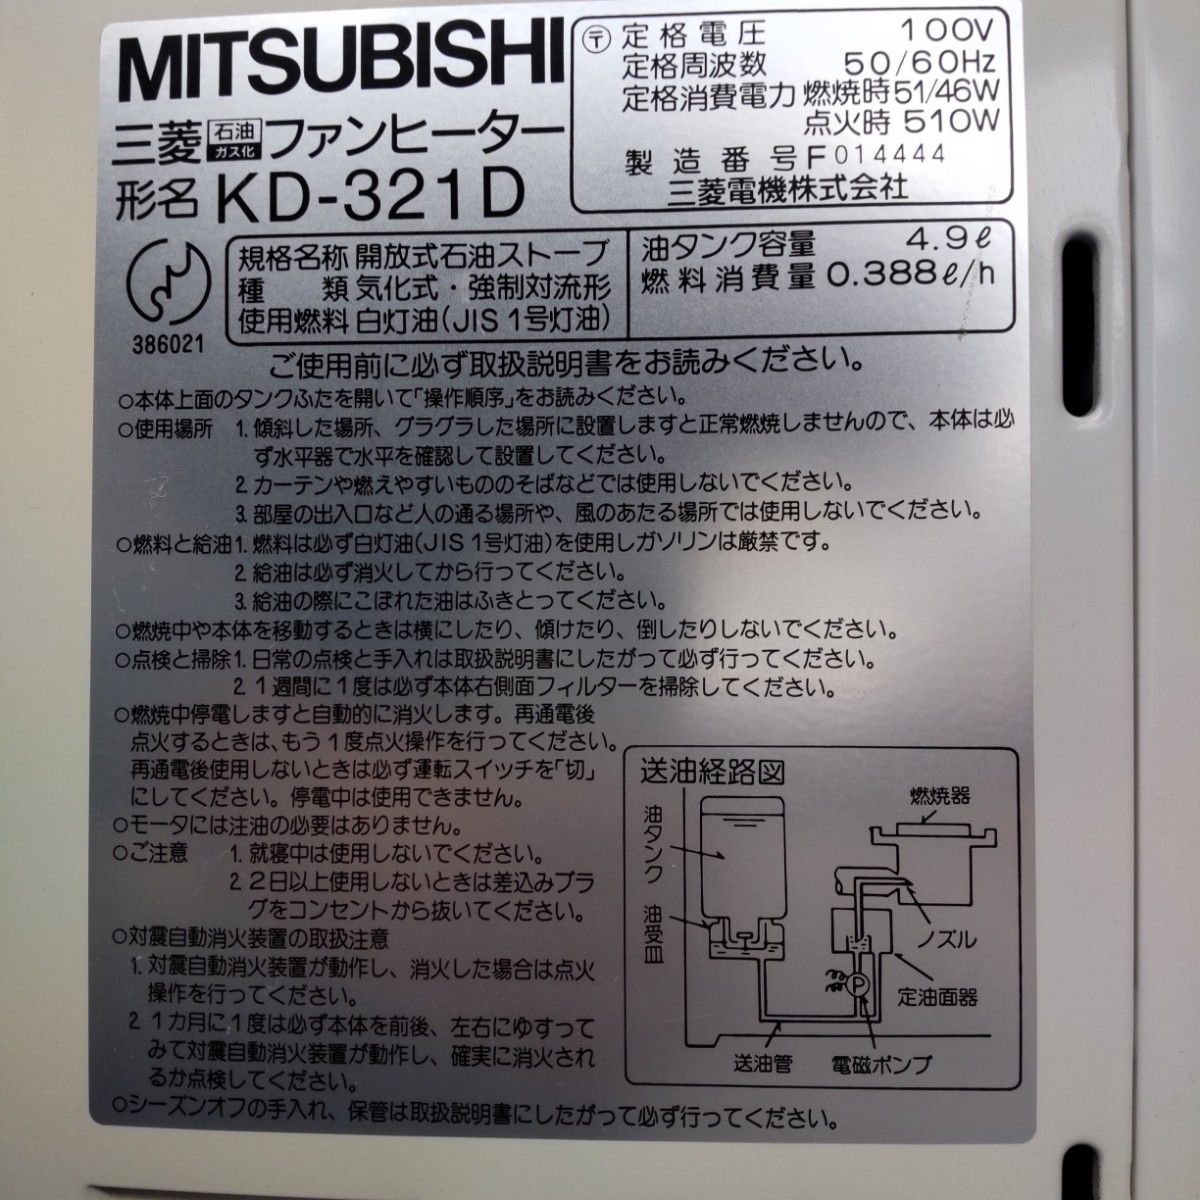 MITSUBISHI
三菱 石油ガス化 ファンヒーター
形名 KD-321D
〒 定格電圧 100V
定格周波数 50/60Hz
定格消費電力 燃焼時 51/46W
点火時 510W
製造番号 F014444
三菱電機株式会社
386021
規格名称 開放式石油ストーブ
種類 気化式・強制対流形
使用燃料 白灯油(JIS1号灯油)
油タンク容量 4.9ℓ
燃料消費量 0.388ℓ/h
ご使用前に必ず取扱説明書をお読みください。
○本体上面のタンクふたを開いて「操作順序」をお読みください。
○使用場所 1. 傾斜した場所、グラグラした場所に設置しますと正常燃焼しませんので、本体は必
ず水平器で水平を確認して設置してください。
2. カーテンや燃えやすいもののそばなどでは使用しないでください。
3. 部屋の出入口など人の通る場所や、風のあたる場所では使用しないでください。
○燃料と給油 1. 燃料は必ず白灯油(JIS1号灯油)を使用しガソリンは厳禁です。
2. 給油は必ず消火してから行ってください。
3. 給油の際にこぼれた油はふきとってください。
○燃焼中や本体を移動するときは横にしたり、傾けたり、倒したりしないでください。
○点検と掃除 1. 日常の点検と手入れは取扱説明書にしたがって必ず行ってください。
2. 1週間に1度は必ず本体右側面フィルターを掃除してください。
○燃焼中停電しますと自動的に消火します。再通電後
点火するときは、もう1度点火操作を行ってください。
再通電後使用しないときは必ず運転スイッチを「切」
にしてください。停電中は使用できません。
○モータには注油の必要はありません。
○ご注意 1. 就寝中は使用しないでください。
2. 2日以上使用しないときは差込みプラ
グをコンセントから抜いてください。
○対震自動消火装置の取扱注意
1. 対震自動消火装置が動作し、消火した場合は点火
操作を行ってください。
2. 1カ月に1度は必ず本体を前後、左右にゆすって
みて対震自動消火装置が動作し、確実に消火され
るか点検してください。
○シーズンオフの手入れ、保管は取扱説明書にしたがって必ず行ってください。
送油経路図
燃焼器
油タンク
油受皿
ノズル
P
定油面器
送油管
電磁ポンプ